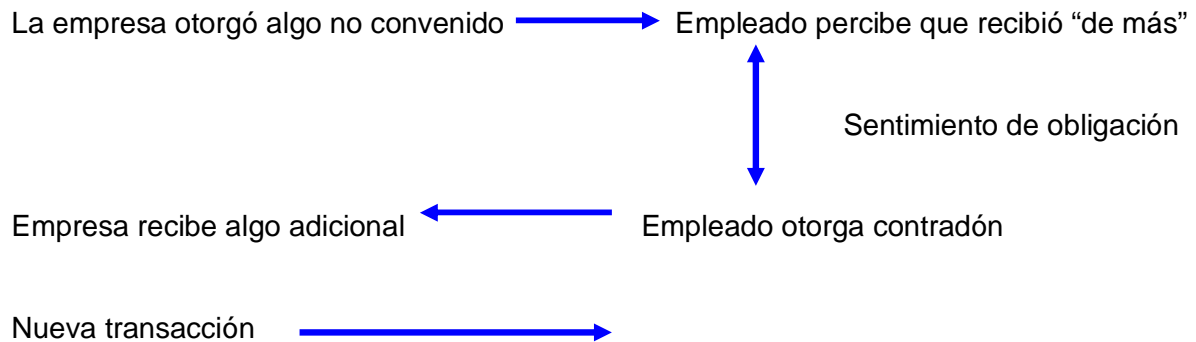 La empresa otorgó algo no convenido
Empleado percibe que recibió “de más”
Sentimiento de obligación
Empresa recibe algo adicional
Empleado otorga contradón
Nueva transacción